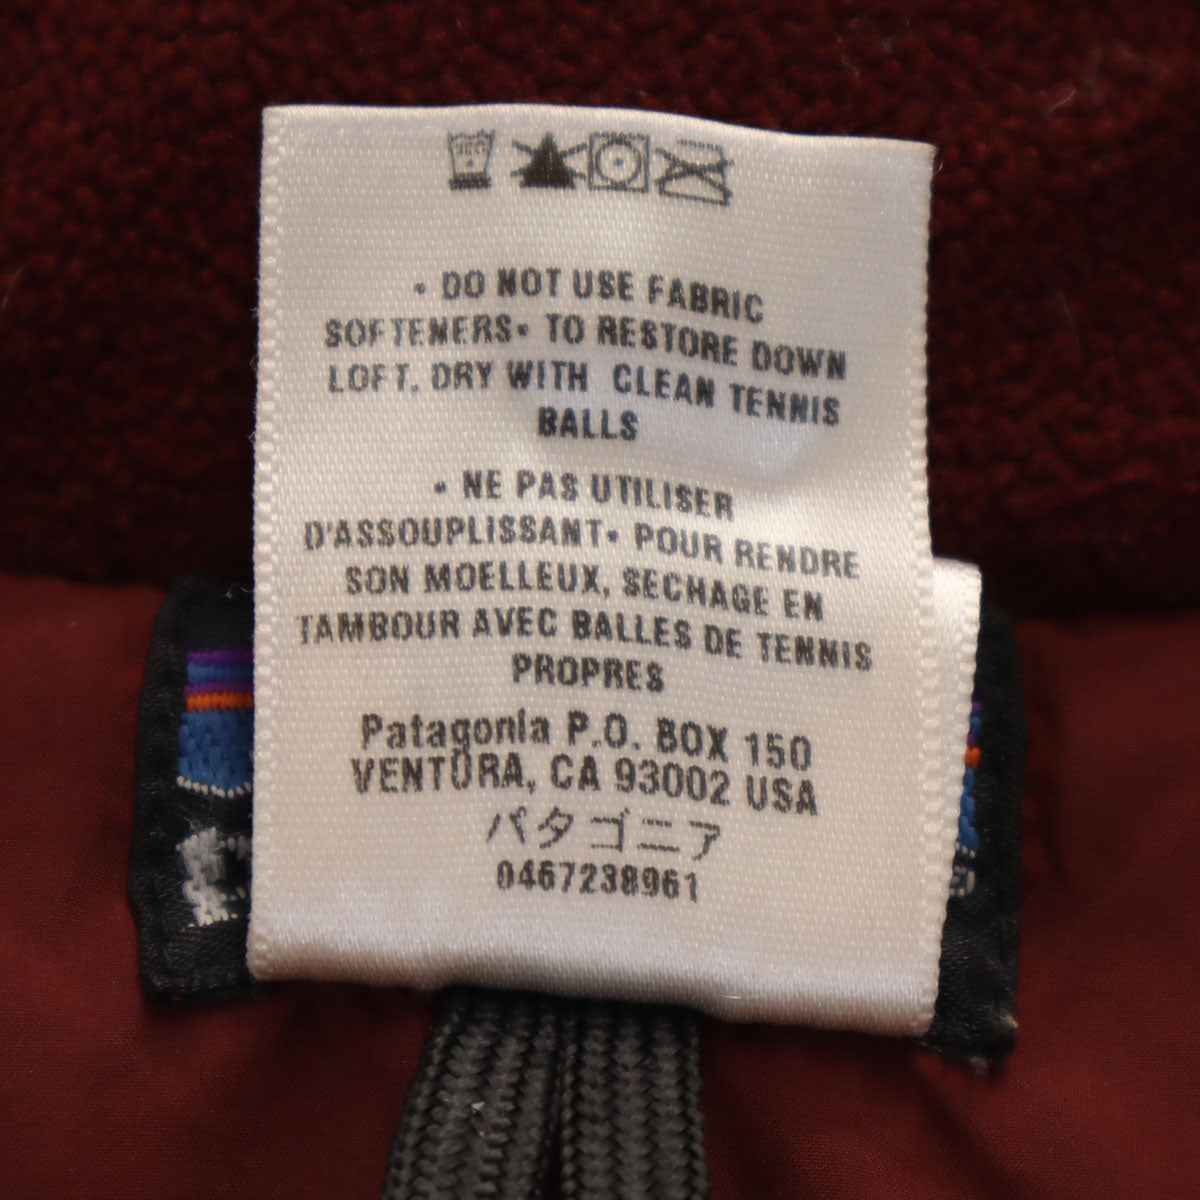 • DO NOT USE FABRIC
SOFTENERS• TO RESTORE DOWN
LOFT, DRY WITH CLEAN TENNIS
BALLS
• NE PAS UTILISER
D'ASSOUPLISSANT• POUR RENDRE
SON MOELLEUX, SECHAGE EN
TAMBOUR AVEC BALLES DE TENNIS
PROPRES
Patagonia P.O. BOX 150
VENTURA, CA 93002 USA
パタゴニア
0467238961